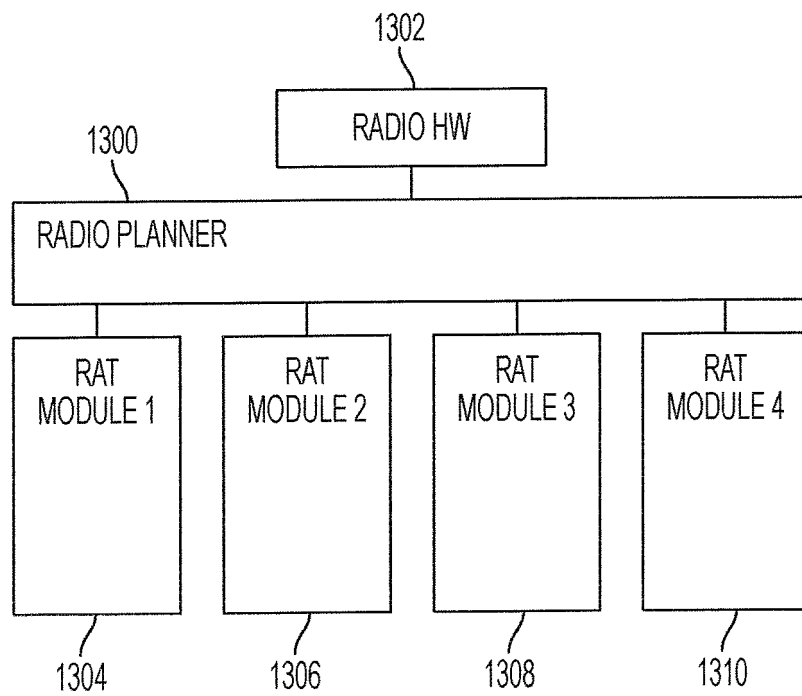 1302
RADIO HW
1300
RADIO PLANNER
RAT
MODULE 1
RAT
MODULE 2
RAT
MODULE 3
RAT
MODULE 4
1304
1306
1308
1310